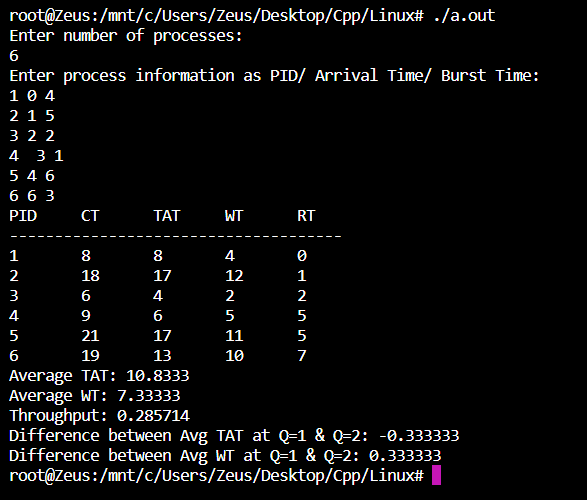 root@Zeus:/mnt/c/Users/Zeus/Desktop/Cpp/Linux# ./a.out
Enter number of processes:
6
Enter process information as PID/ Arrival Time/ Burst Time:
1 0 4
2 1 5
3 2 2
4  3 1
5 4 6
6 6 3
PID     CT      TAT     WT      RT
-------------------------------------
1       8       8       4       0
2       18      17      12      1
3       6       4       2       2
4       9       6       5       5
5       21      17      11      5
6       19      13      10      7
Average TAT: 10.8333
Average WT: 7.33333
Throughput: 0.285714
Difference between Avg TAT at Q=1 & Q=2: -0.333333
Difference between Avg WT at Q=1 & Q=2: 0.333333
root@Zeus:/mnt/c/Users/Zeus/Desktop/Cpp/Linux#